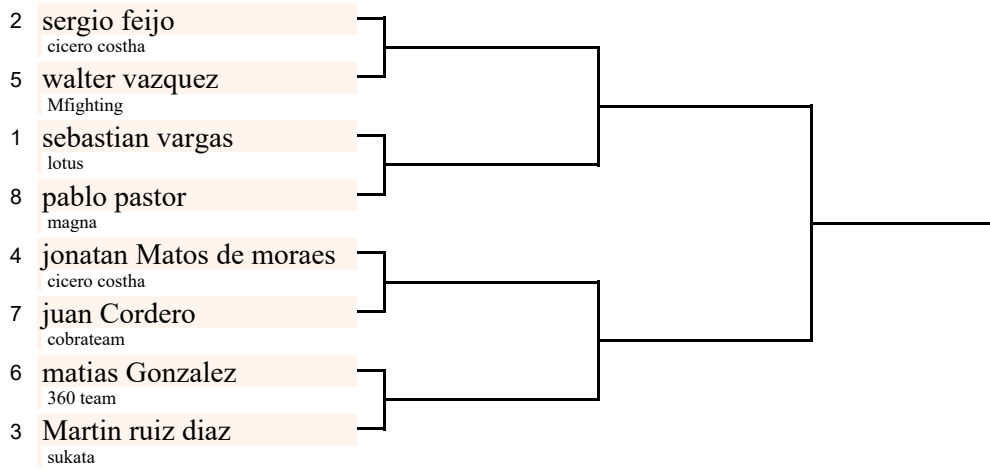 2 sergio feijo
cicero costha
5 walter vazquez
Mfighting
1 sebastian vargas
lotus
8 pablo pastor
magna
4 jonatan Matos de moraes
cicero costha
7 juan Cordero
cobrateam
6 matias Gonzalez
360 team
3 Martin ruiz diaz
sukata